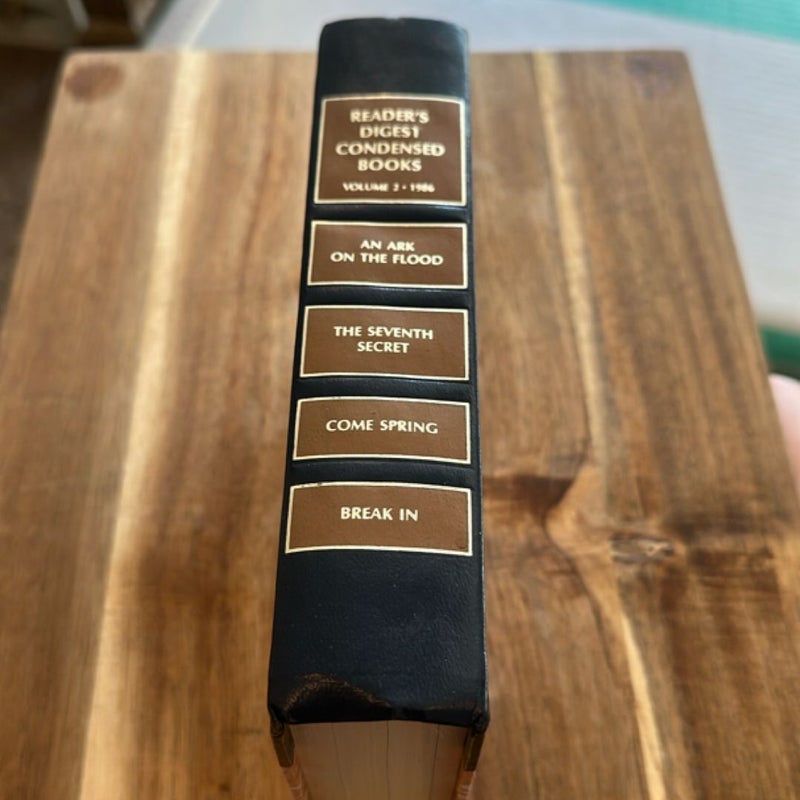 READER'S
DIGEST
CONDENSED
BOOKS
VOLUME 2 • 1986
AN ARK
ON THE FLOOD
THE SEVENTH
SECRET
COME SPRING
BREAK IN